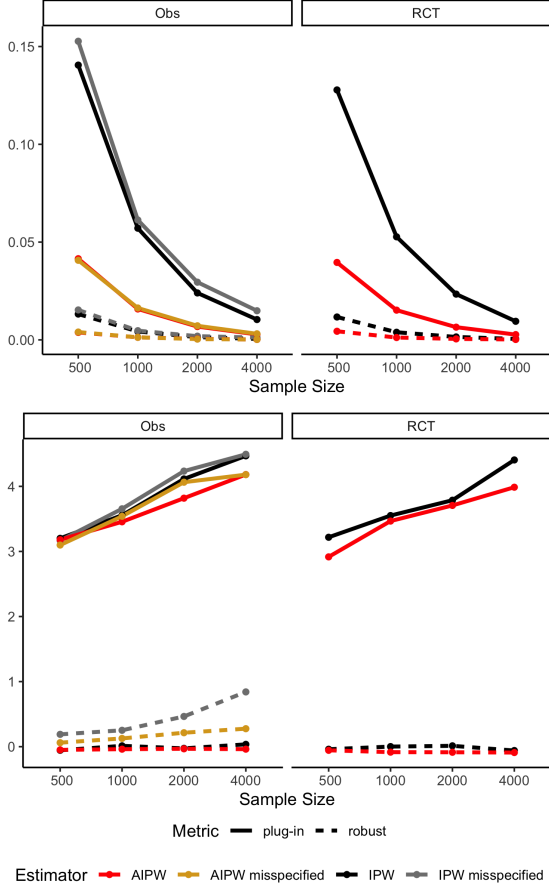 Obs RCT
0.15
0.10
0.05
0.00
500 1000 2000 4000 500 1000 2000 4000
Sample Size
Obs RCT
4
3
2
1
0
500 1000 2000 4000 500 1000 2000 4000
Sample Size
Metric plug-in robust
Estimator AIPW AIPW misspecified IPW IPW misspecified